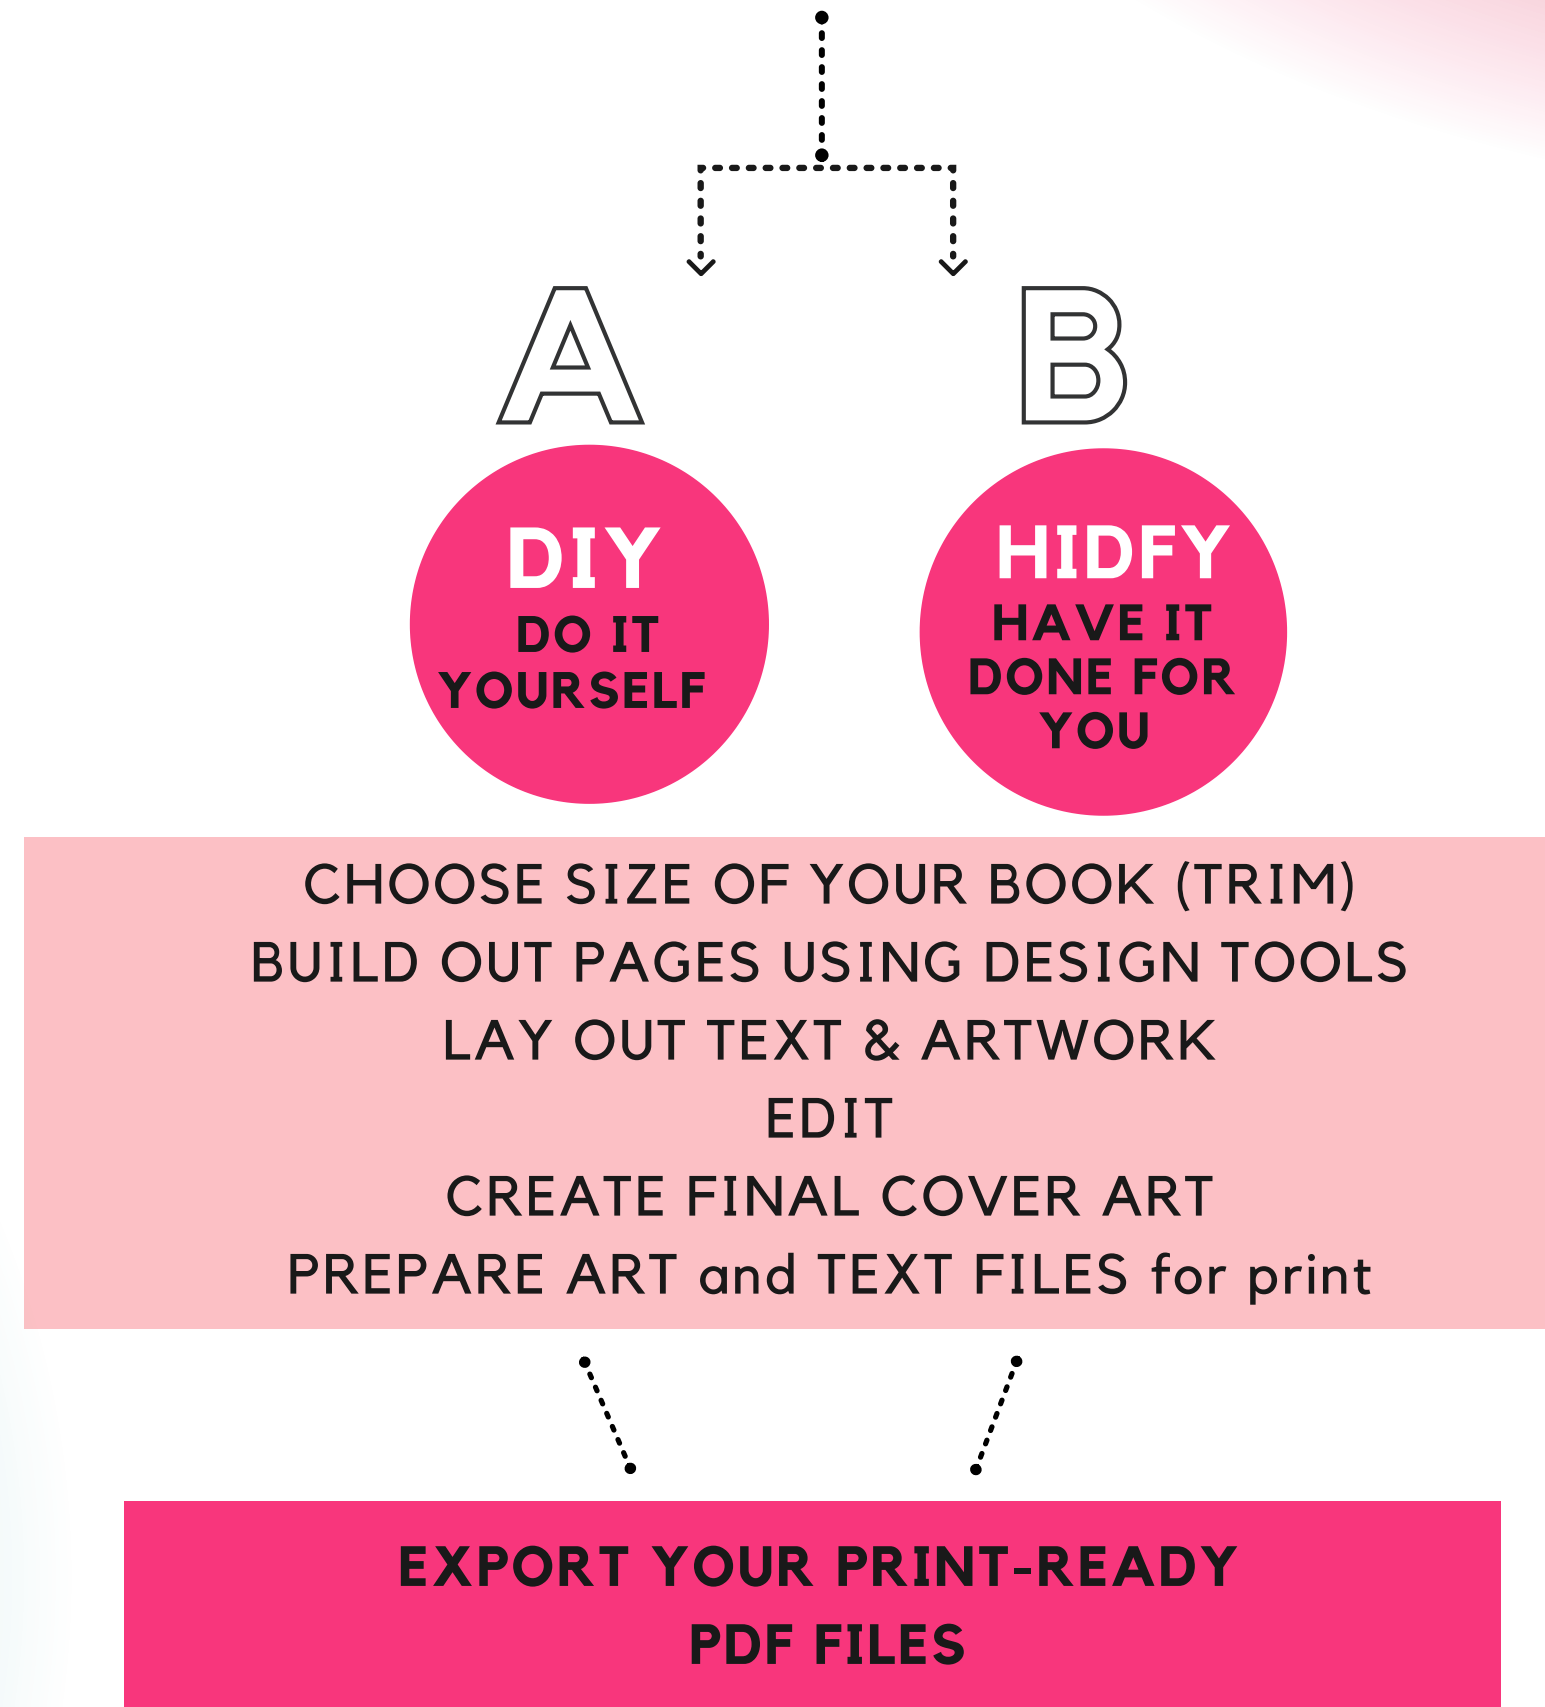 A
B
DIY
DO IT
YOURSELF
HIDFY
HAVE IT
DONE FOR
YOU
CHOOSE SIZE OF YOUR BOOK (TRIM)
BUILD OUT PAGES USING DESIGN TOOLS
LAY OUT TEXT & ARTWORK
EDIT
CREATE FINAL COVER ART
PREPARE ART and TEXT FILES for print
EXPORT YOUR PRINT-READY
PDF FILES